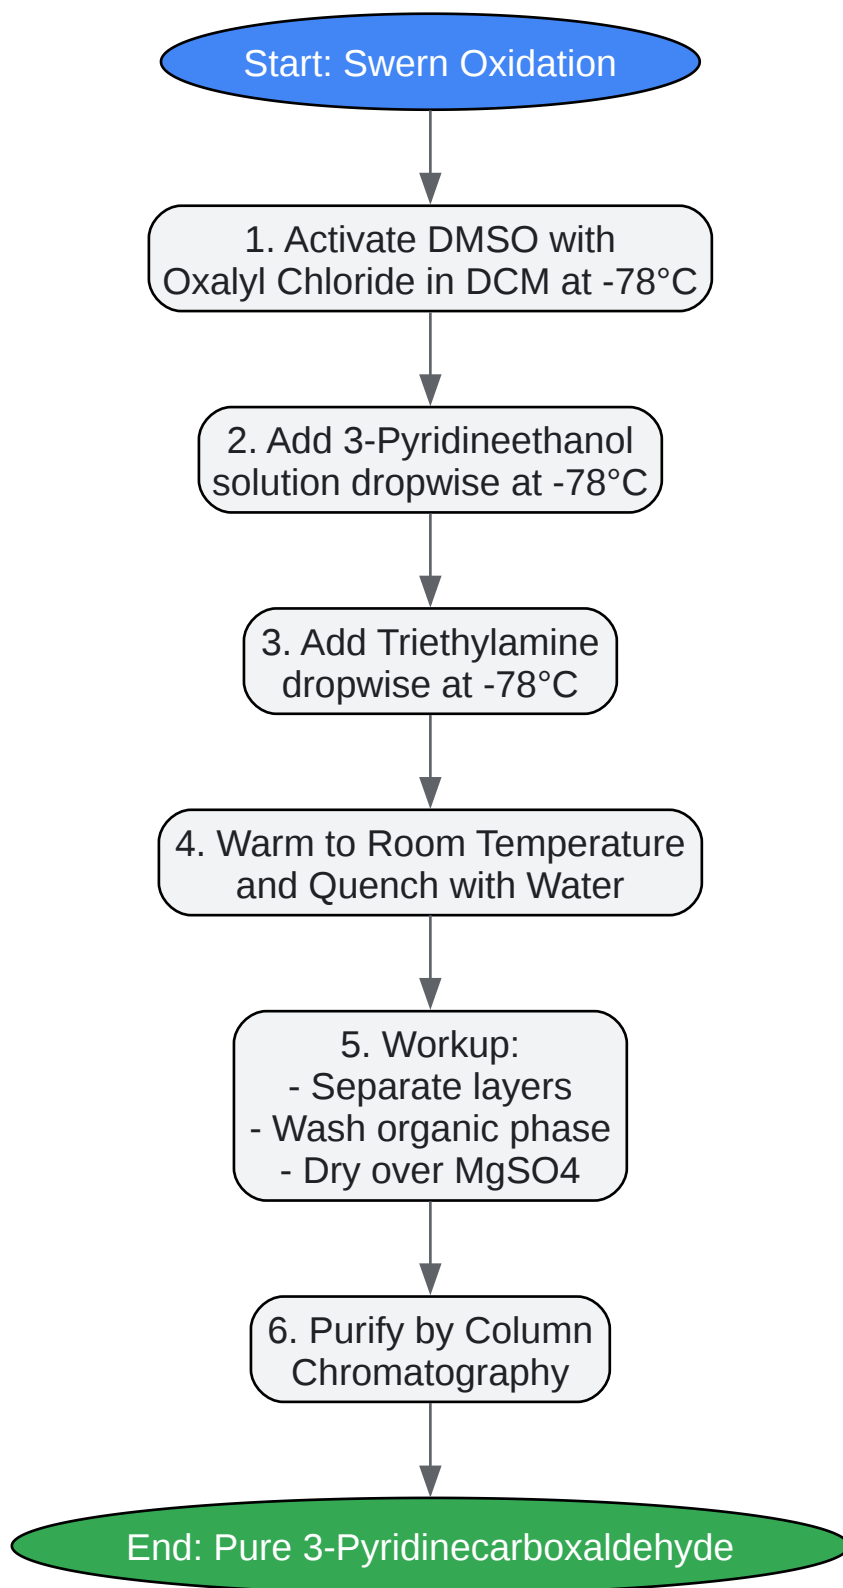 Start: Swern Oxidation
1. Activate DMSO with
Oxalyl Chloride in DCM at -78°C
2. Add 3-Pyridineethanol
solution dropwise at -78°C
3. Add Triethylamine
dropwise at -78°C
4. Warm to Room Temperature
and Quench with Water
5. Workup:
- Separate layers
- Wash organic phase
- Dry over MgSO4
6. Purify by Column
Chromatography
End: Pure 3-Pyridinecarboxaldehyde